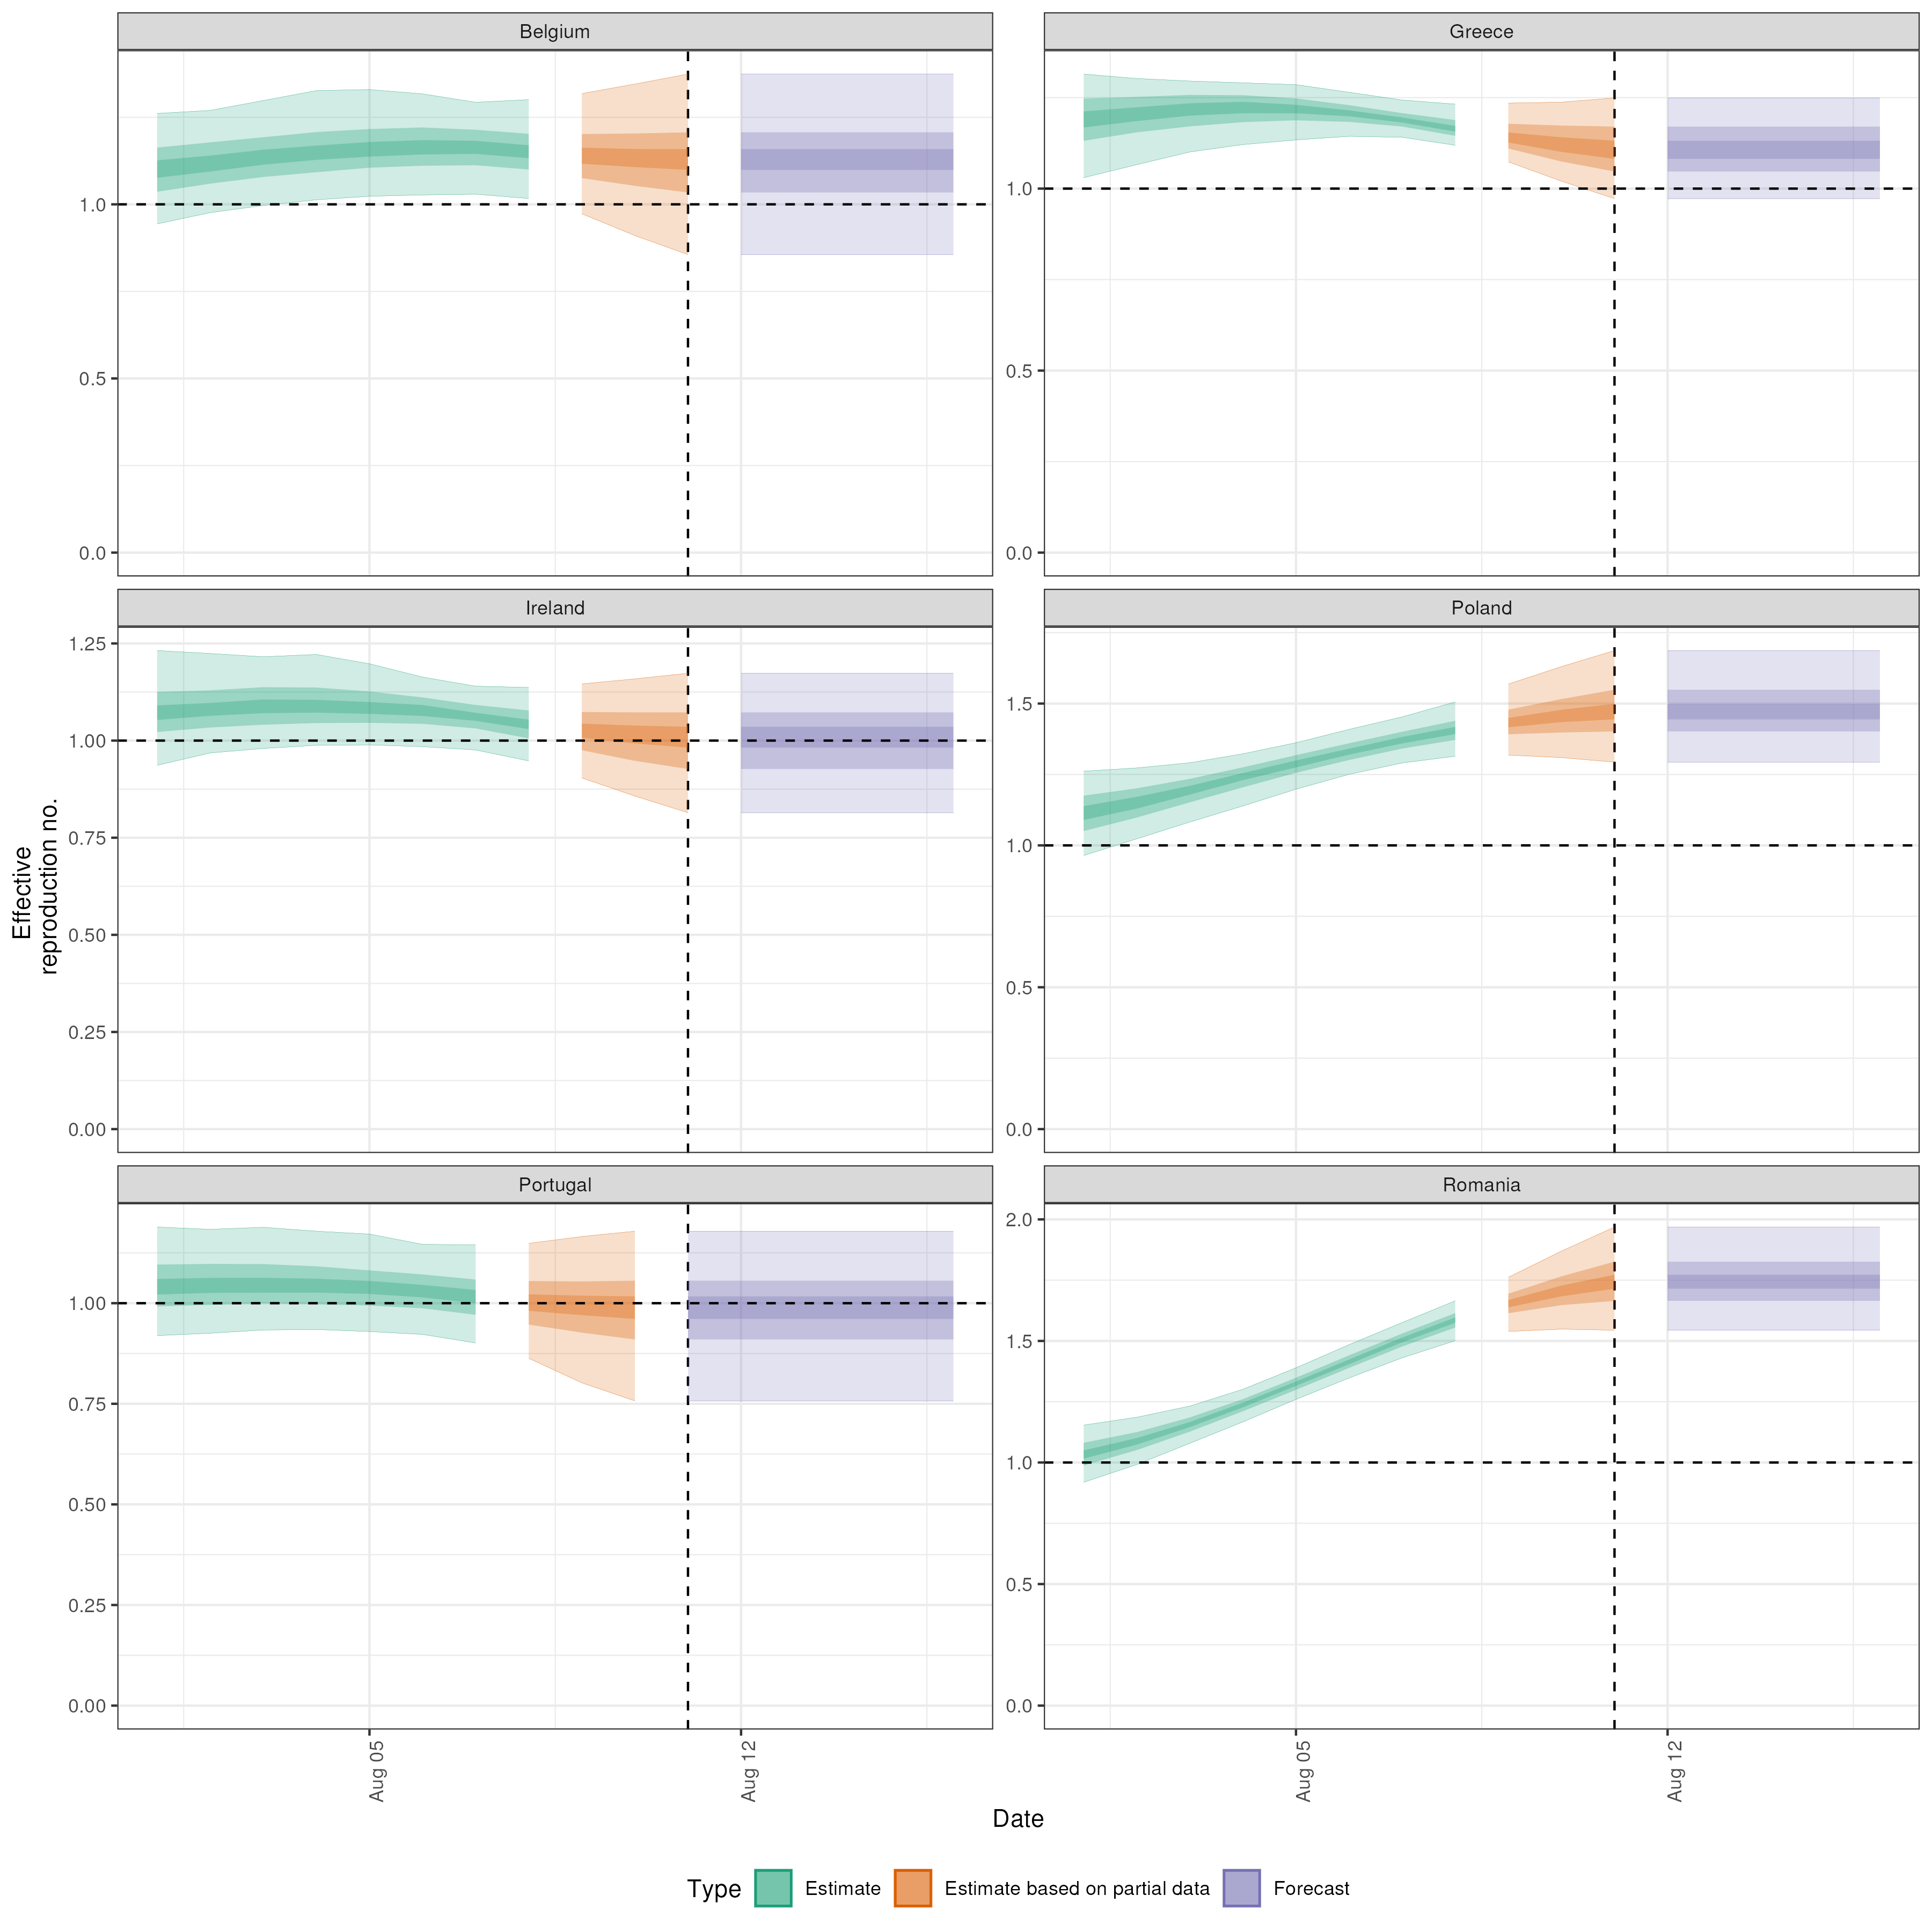 Belgium
Greece
1.0
0.5
0.0
1.0
0.5
0.0
Ireland
Poland
1.25
1.00
0.75
0.50
0.25
0.00
1.5
1.0
0.5
0.0
Portugal
Romania
1.00
0.75
0.50
0.25
0.00
2.0
1.5
1.0
0.5
0.0
Effective
reproduction no.
Aug 05
Aug 12
Aug 05
Aug 12
Date
Type Estimate Estimate based on partial data Forecast